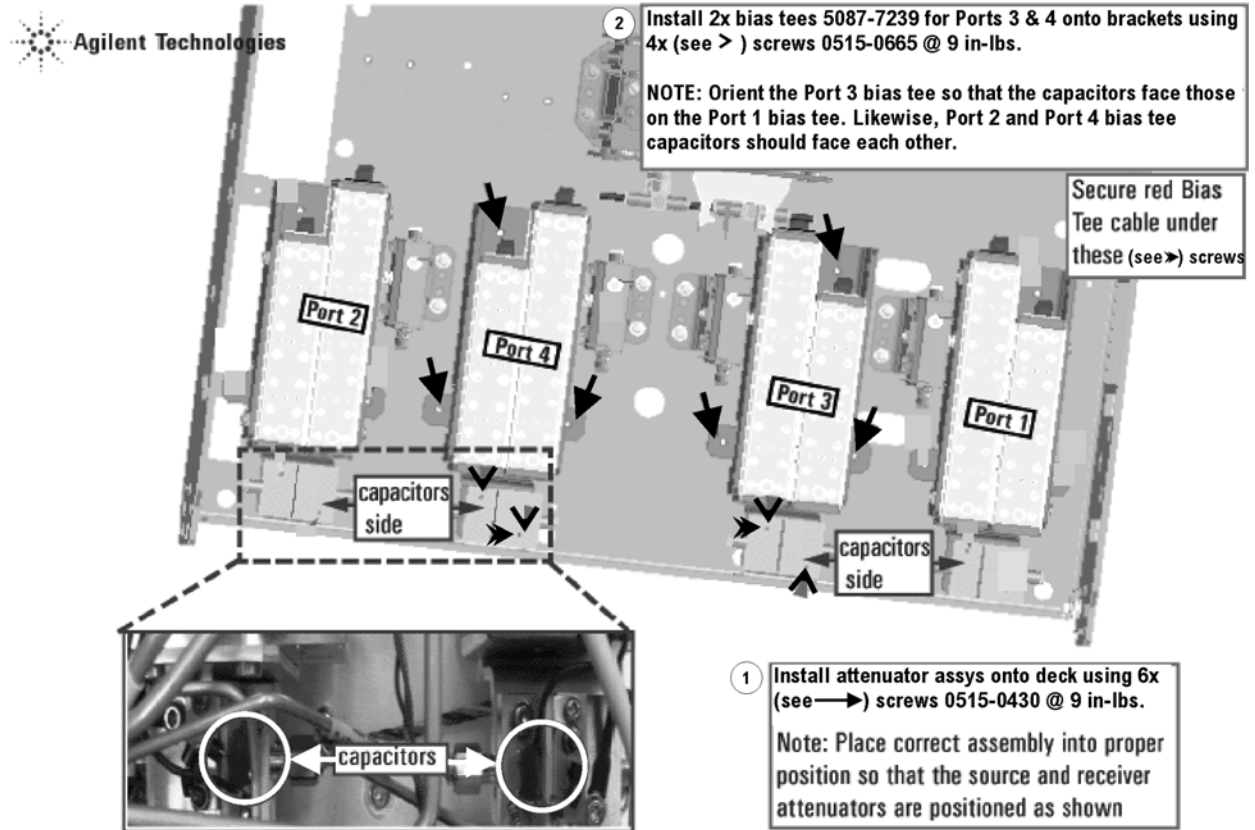 Agilent Technologies
2
Install 2x bias tees 5087-7239 for Ports 3 & 4 onto brackets using
4x (see > ) screws 0515-0665 @ 9 in-lbs.
NOTE: Orient the Port 3 bias tee so that the capacitors face those
on the Port 1 bias tee. Likewise, Port 2 and Port 4 bias tee
capacitors should face each other.
Secure red Bias
Tee cable under
these (see ➢) screws
Port 2
Port 4
Port 3
Port 1
capacitors
side
capacitors
side
capacitors
1
Install attenuator assys onto deck using 6x
(see ⟶) screws 0515-0430 @ 9 in-lbs.
Note: Place correct assembly into proper
position so that the source and receiver
attenuators are positioned as shown